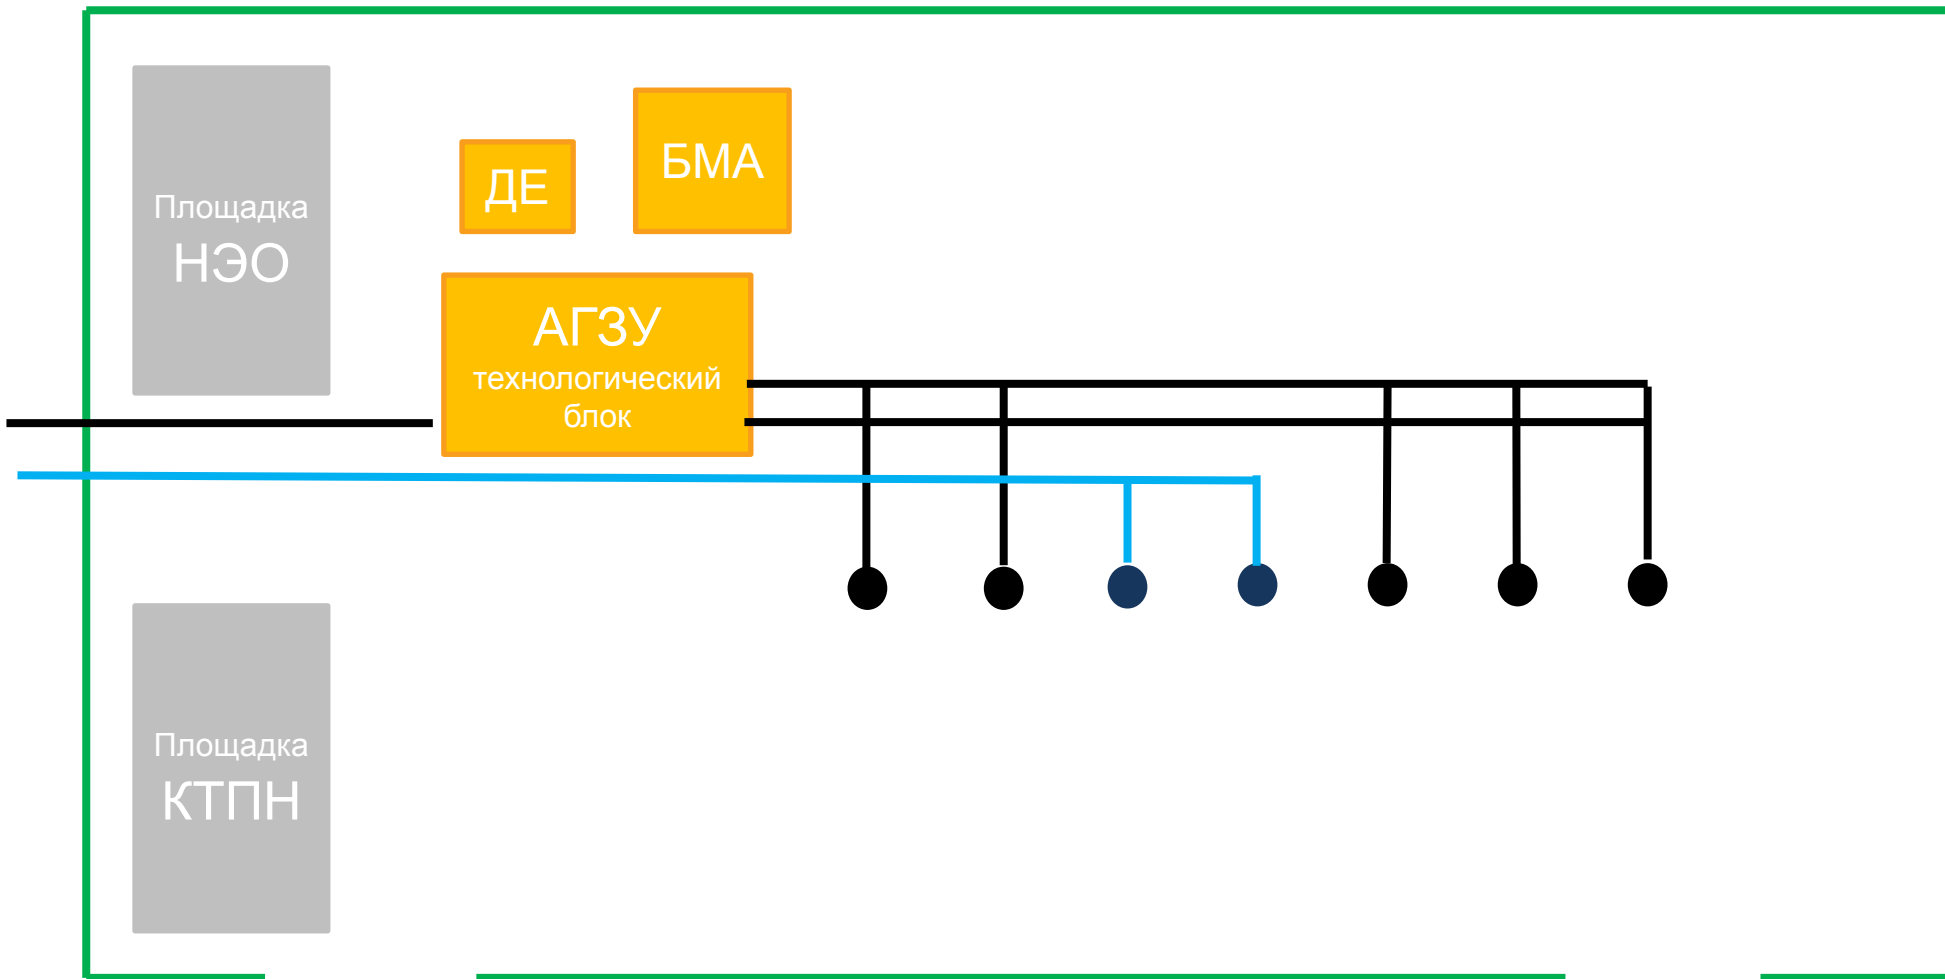 Площадка
НЭО
ДЕ
БМА
АГЗУ
технологический
блок
Площадка
КТПН